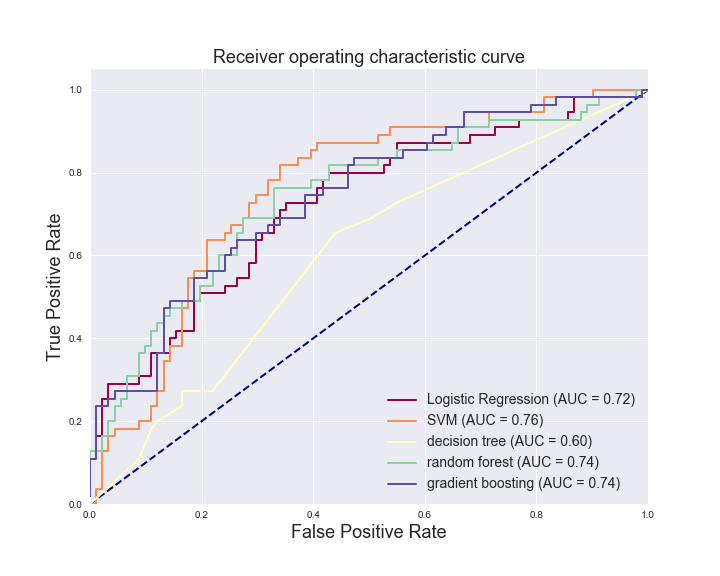 Receiver operating characteristic curve
True Positive Rate
1.0
0.8
0.6
0.4
0.2
0.0
Logistic Regression (AUC = 0.72)
SVM (AUC = 0.76)
decision tree (AUC = 0.60)
random forest (AUC = 0.74)
gradient boosting (AUC = 0.74)
0.0 0.2 0.4 0.6 0.8 1.0
False Positive Rate